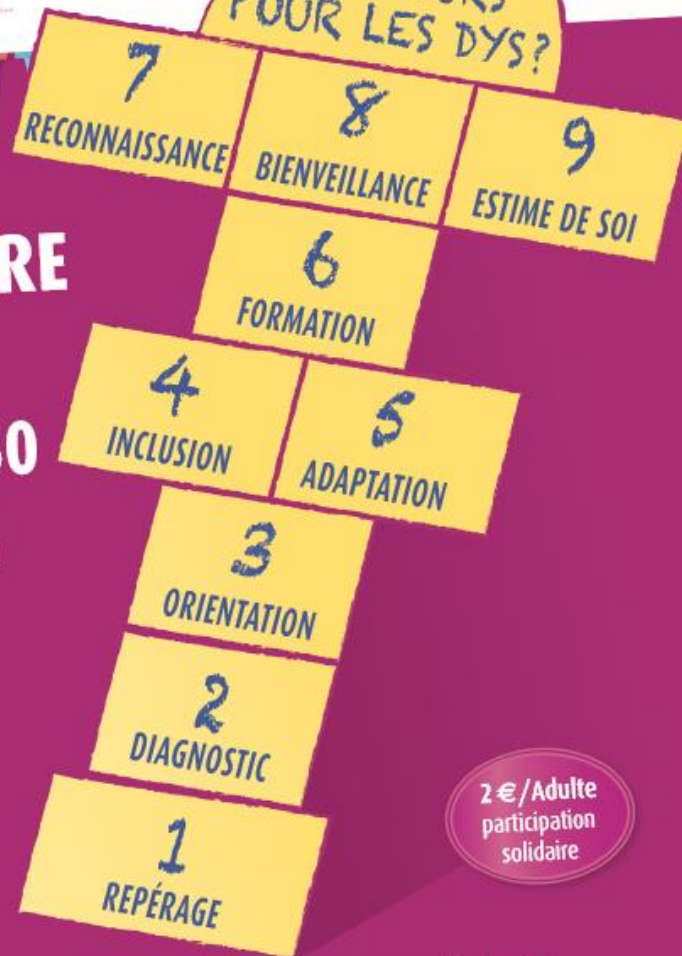 POUR LES DYS?
7
RECONNAISSANCE
8
BIENVEILLANCE
9
ESTIME DE SOI
6
FORMATION
4
INCLUSION
5
ADAPTATION
3
ORIENTATION
2
DIAGNOSTIC
1
REPÉRAGE
2 €/Adulte
participation
solidaire